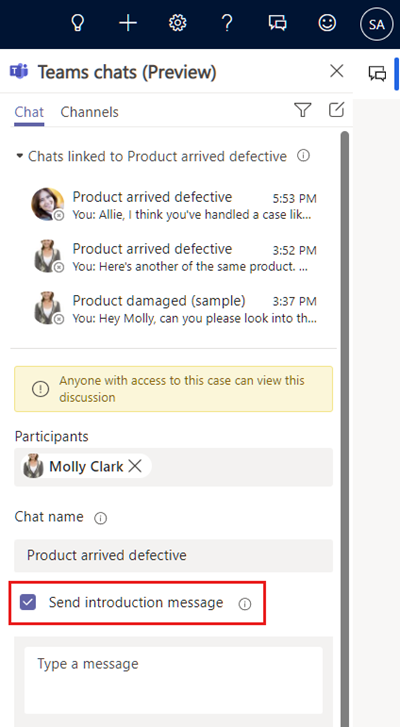 SA
Teams chats (Preview)
Chat Channels
Chats linked to Product arrived defective
Product arrived defective 5:53 PM
You: Allie, I think you've handled a case lik...
Product arrived defective 3:52 PM
You: Here's another of the same product. ...
Product damaged (sample) 3:37 PM
You: Hey Molly, can you please look into th...
Anyone with access to this case can view this
discussion
Participants
Molly Clark
Chat name
Product arrived defective
Send introduction message
Type a message